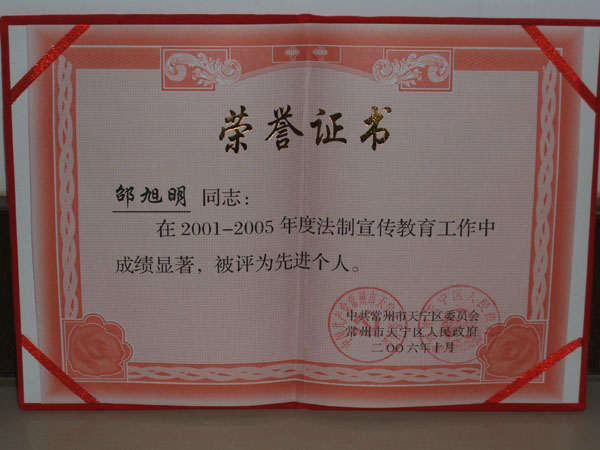 荣誉证书
邵旭明 同志：
在 2001-2005 年度法制宣传教育工作中
成绩显著，被评为先进个人。
中共常州市天宁区委员会
常州市天宁区人民政府
二〇〇六年十月